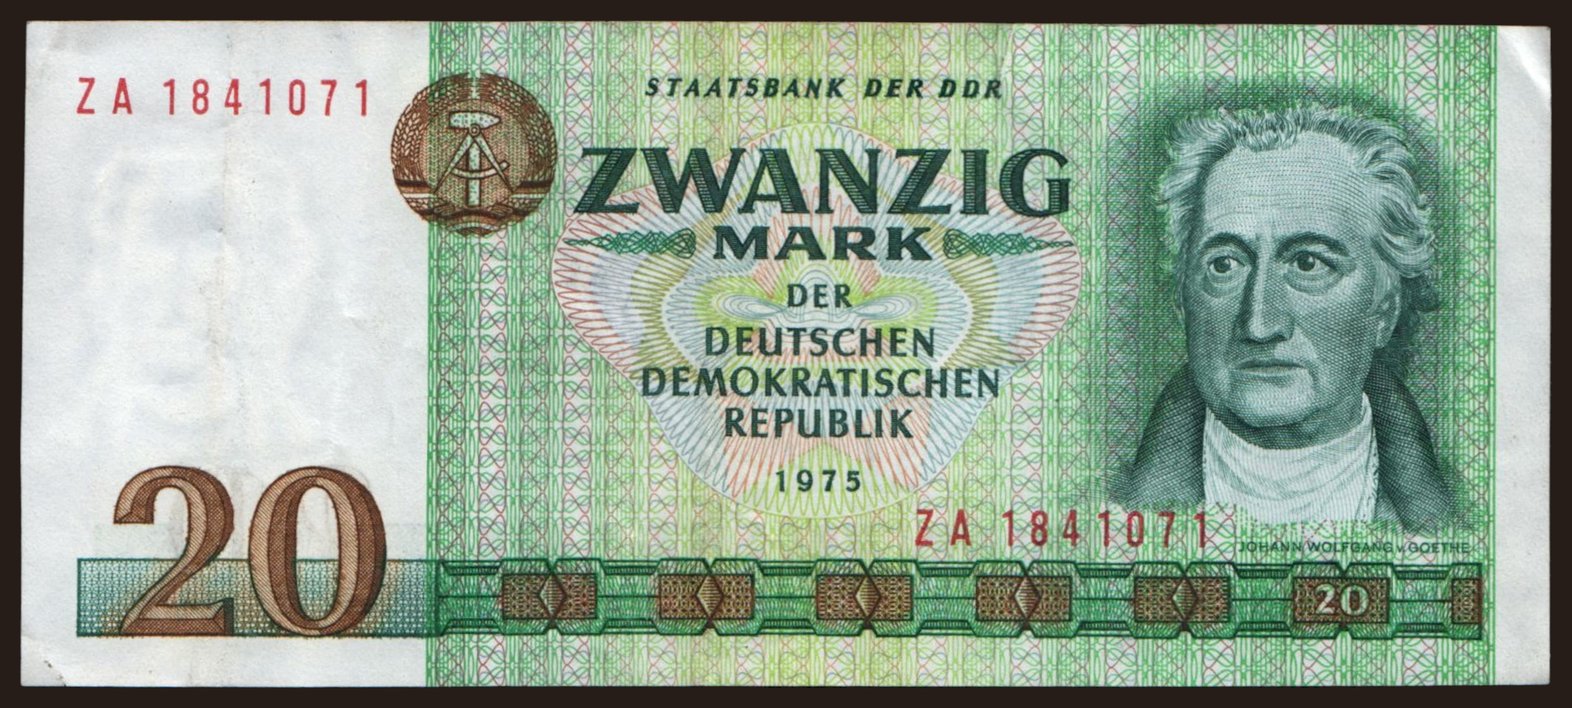 ZA 1841071
STAATSBANK DER DDR
ZWANZIG
MARK
DER
DEUTSCHEN
DEMOKRATISCHEN
REPUBLIK
1975
ZA 1841071
JOHANN WOLFGANG v. GOETHE
20
20